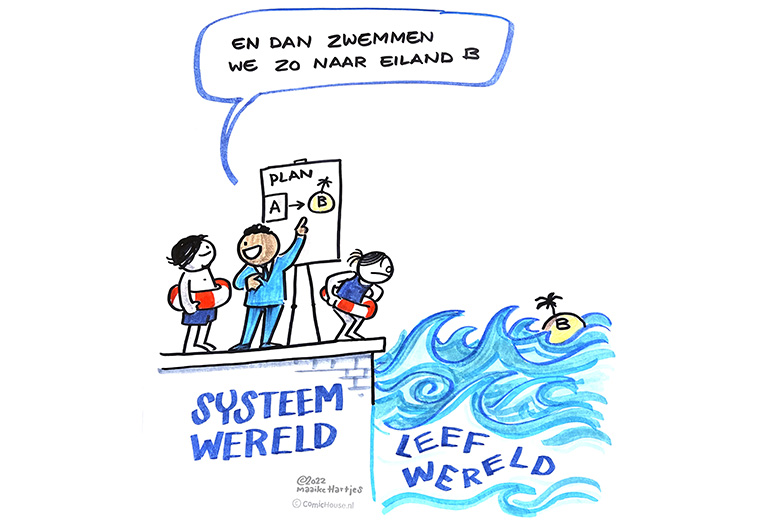 EN DAN ZWEMMEN
WE ZO NAAR EILAND B
PLAN
A → B
B
SYSTEEM
WERELD
LEEF
WERELD
©2022
maaike Hartjes
© ComicHouse.nl